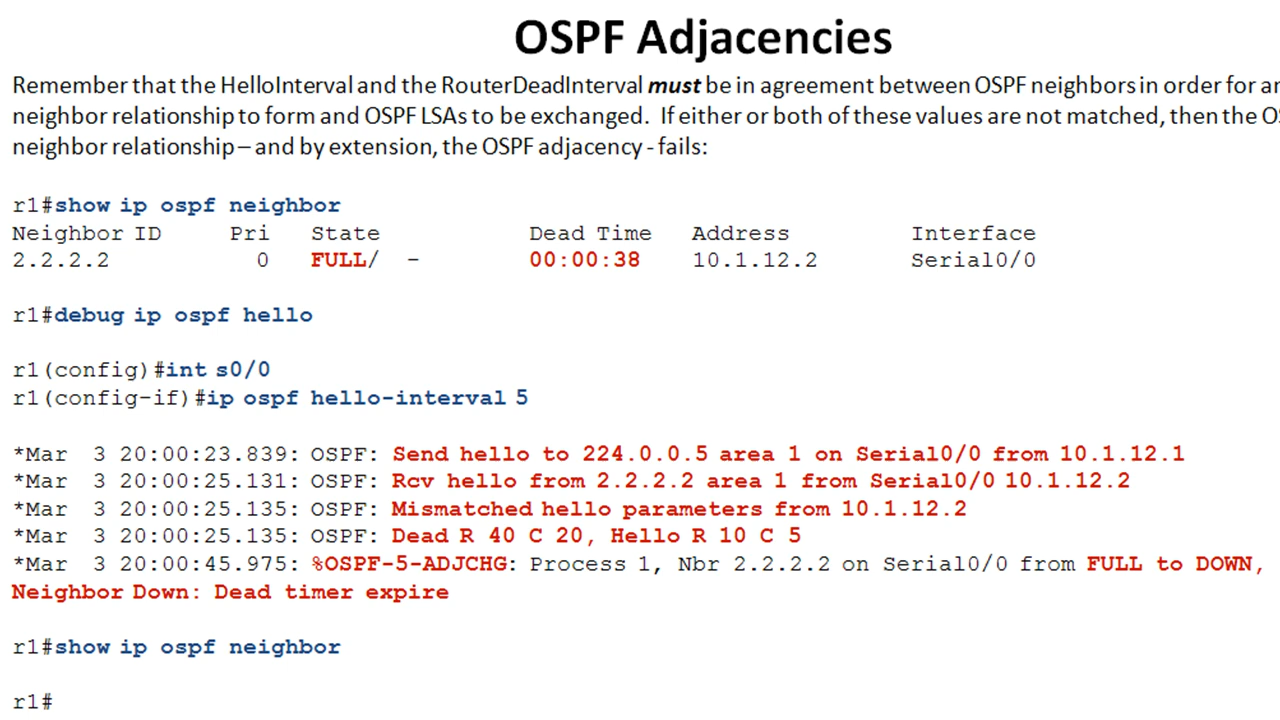 OSPF Adjacencies
Remember that the HelloInterval and the RouterDeadInterval must be in agreement between OSPF neighbors in order for
neighbor relationship to form and OSPF LSAs to be exchanged. If either or both of these values are not matched, then the
neighbor relationship – and by extension, the OSPF adjacency - fails:
r1#show ip ospf neighbor
Neighbor ID Pri State Dead Time Address Interface
2.2.2.2 0 FULL/ - 00:00:38 10.1.12.2 Serial0/0
r1#debug ip ospf hello
r1(config)#int s0/0
r1(config-if)#ip ospf hello-interval 5
*Mar 3 20:00:23.839: OSPF: Send hello to 224.0.0.5 area 1 on Serial0/0 from 10.1.12.1
*Mar 3 20:00:25.131: OSPF: Rcv hello from 2.2.2.2 area 1 from Serial0/0 10.1.12.2
*Mar 3 20:00:25.135: OSPF: Mismatched hello parameters from 10.1.12.2
*Mar 3 20:00:25.135: OSPF: Dead R 40 C 20, Hello R 10 C 5
*Mar 3 20:00:45.975: %OSPF-5-ADJCHG: Process 1, Nbr 2.2.2.2 on Serial0/0 from FULL to DOWN,
Neighbor Down: Dead timer expire
r1#show ip ospf neighbor
r1#